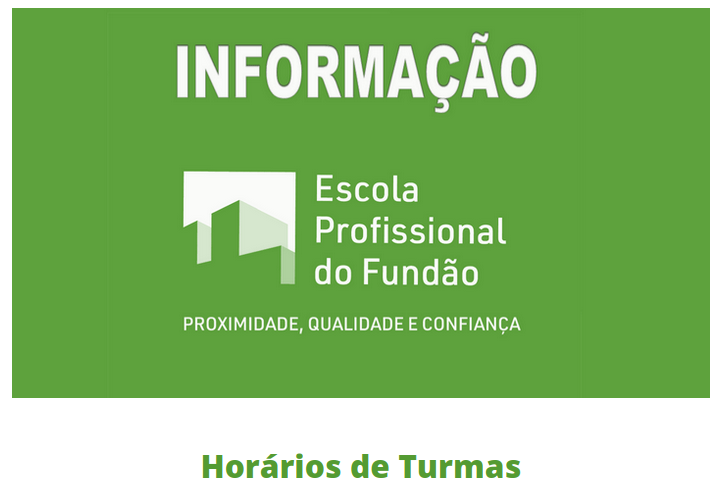 INFORMAÇÃO
Escola
Profissional
do Fundão
PROXIMIDADE, QUALIDADE E CONFIANÇA
Horários de Turmas